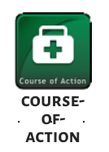 Course of Action
COURSE-
OF-
ACTION